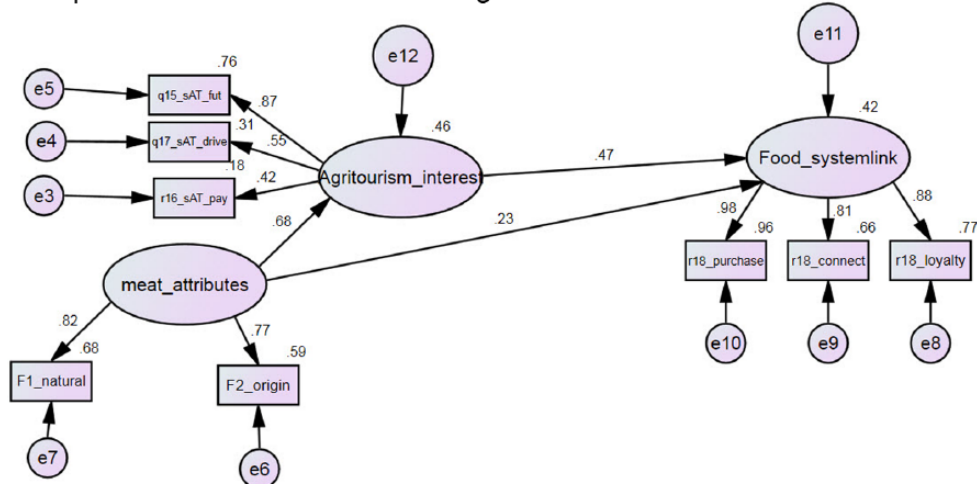 e12
e11
.76
e5
q15_sAT_fut
.87
.46
.42
e4
q17_sAT_drive
.31
.55
Agritourism_interest
.47
Food_systemlink
.18
e3
r16_sAT_pay
.42
.68
.23
.98
.96
.81
.66
.88
.77
meat_attributes
r18_purchase
r18_connect
r18_loyalty
.82
.68
.77
.59
e10
e9
e8
F1_natural
F2_origin
e7
e6